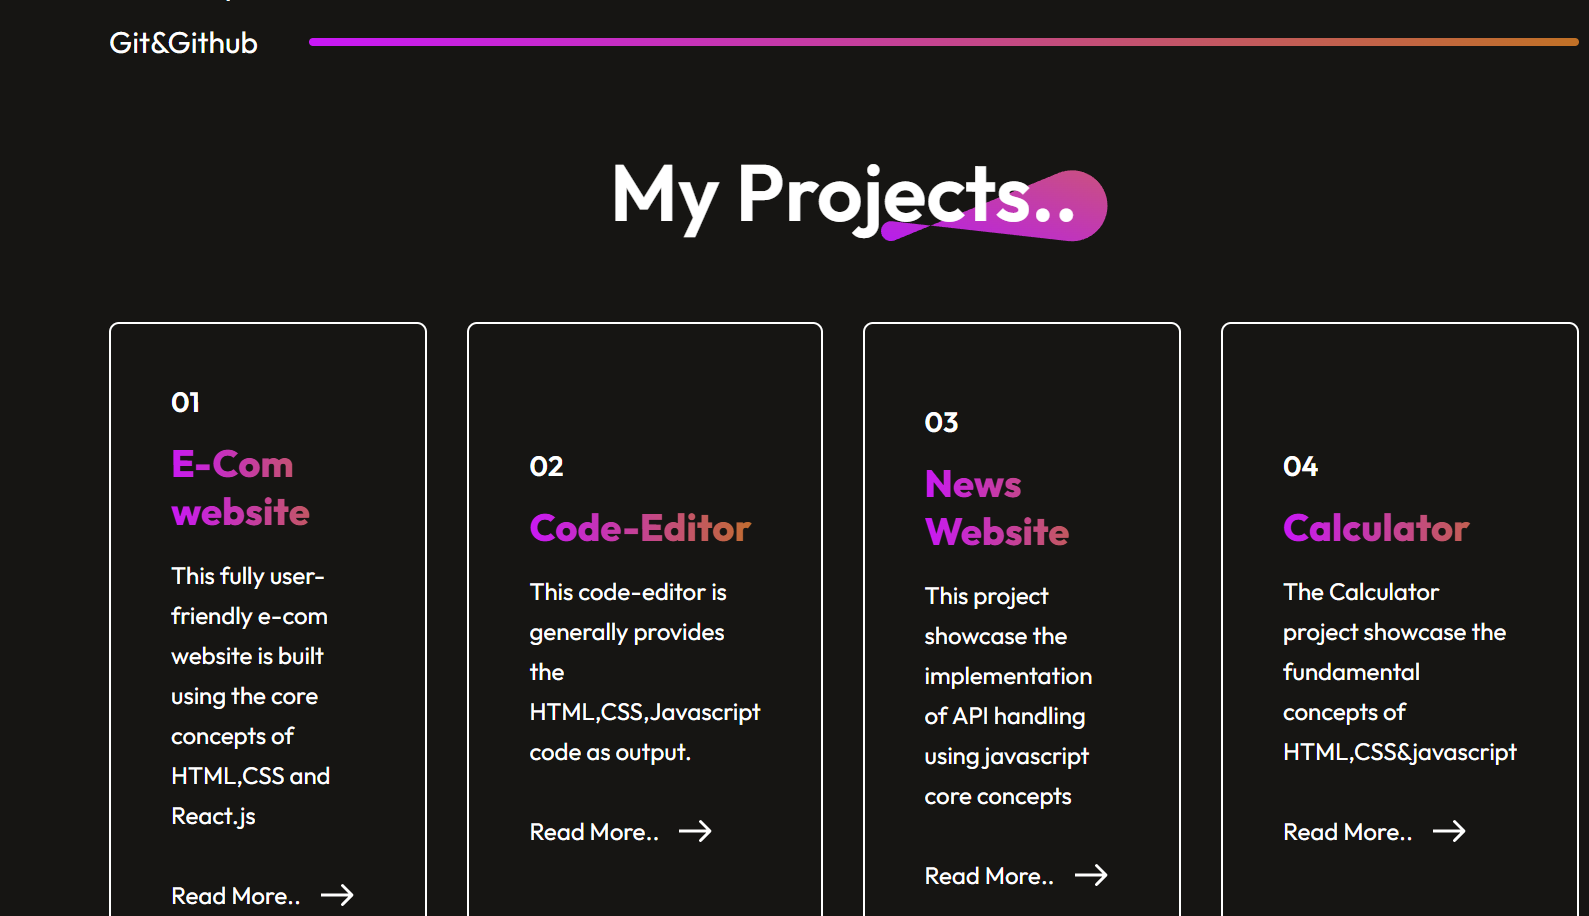 Git&Github
My Projects..
01
E-Com
website
This fully user-
friendly e-com
website is built
using the core
concepts of
HTML,CSS and
React.js
Read More..
02
Code-Editor
This code-editor is
generally provides
the
HTML,CSS,Javascript
code as output.
Read More..
03
News
Website
This project
showcase the
implementation
of API handling
using javascript
core concepts
Read More..
04
Calculator
The Calculator
project showcase the
fundamental
concepts of
HTML,CSS&javascript
Read More..